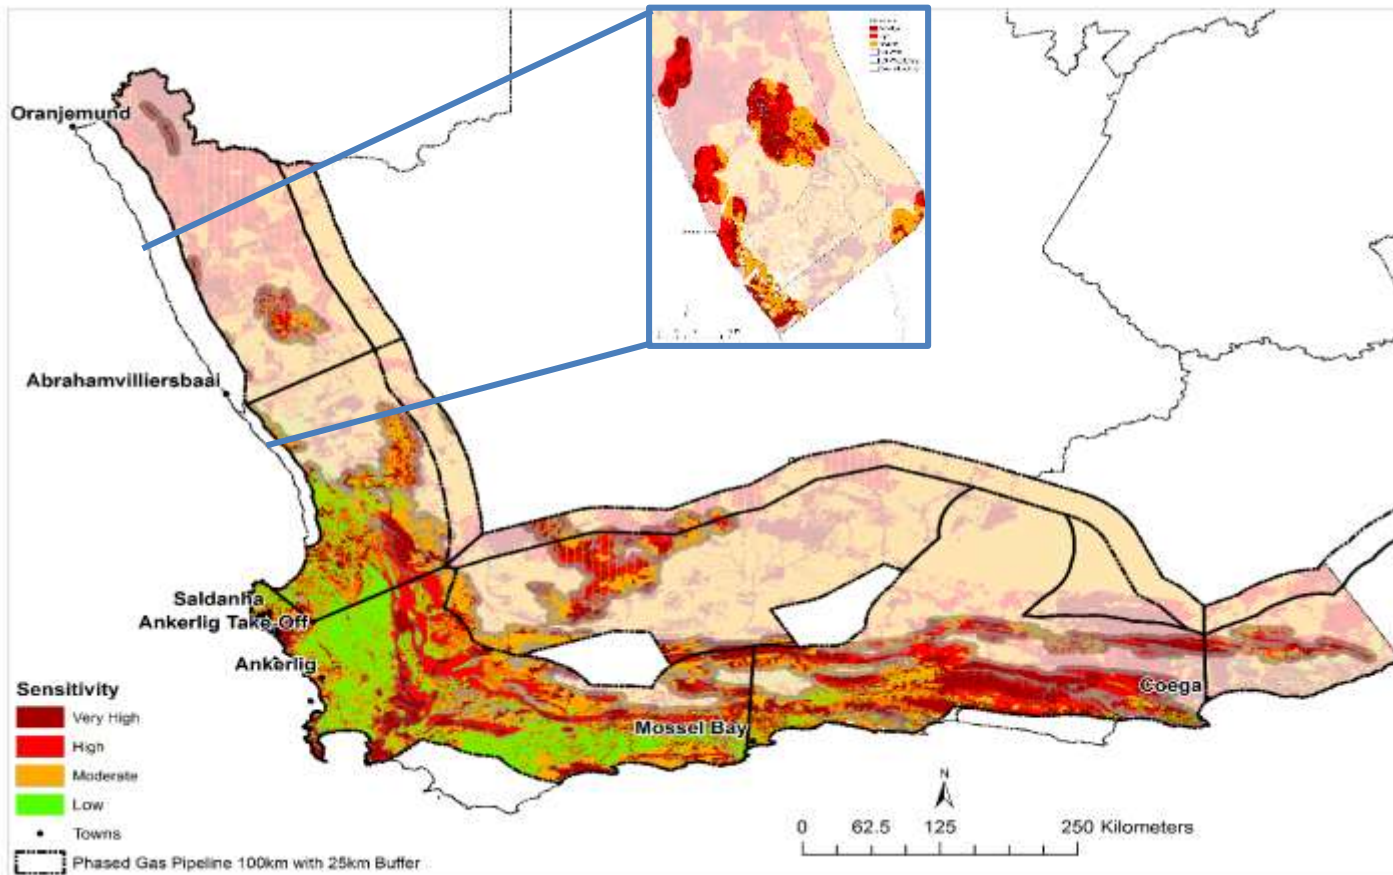 Oranjemund
Abrahamvilliersbaai
Saldanha
Ankerlig Take-Off
Ankerlig
Mossel Bay
Coega
Sensitivity
Very High
High
Moderate
Low
Towns
Phased Gas Pipeline 100km with 25km Buffer
N
0 62.5 125 250 Kilometers